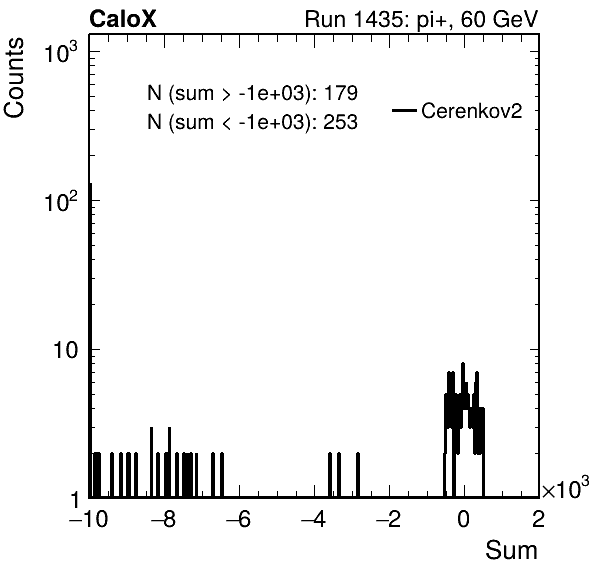 CaloX Run 1435: pi+, 60 GeV
Counts
10³
N (sum > -1e+03): 179
N (sum < -1e+03): 253
Cerenkov2
10²
10
1
−10 −8 −6 −4 −2 0 2
×10³
Sum